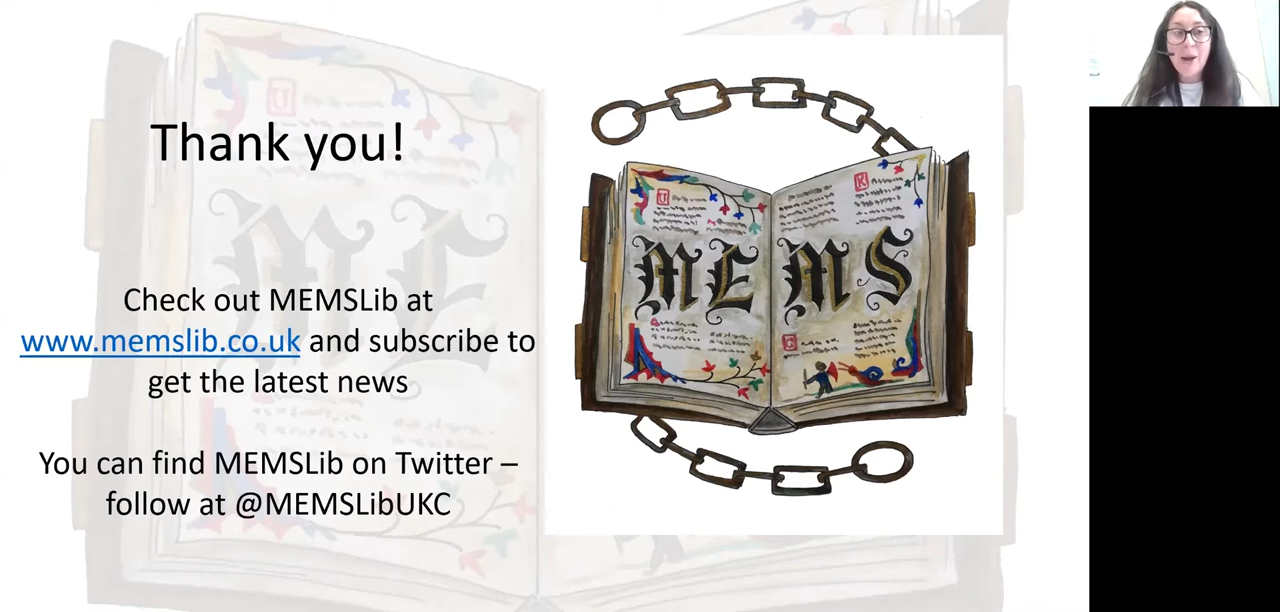 Thank you!
Check out MEMSLib at
www.memslib.co.uk and subscribe to
get the latest news
You can find MEMSLib on Twitter –
follow at @MEMSLibUKC
U
R
MEMS
G